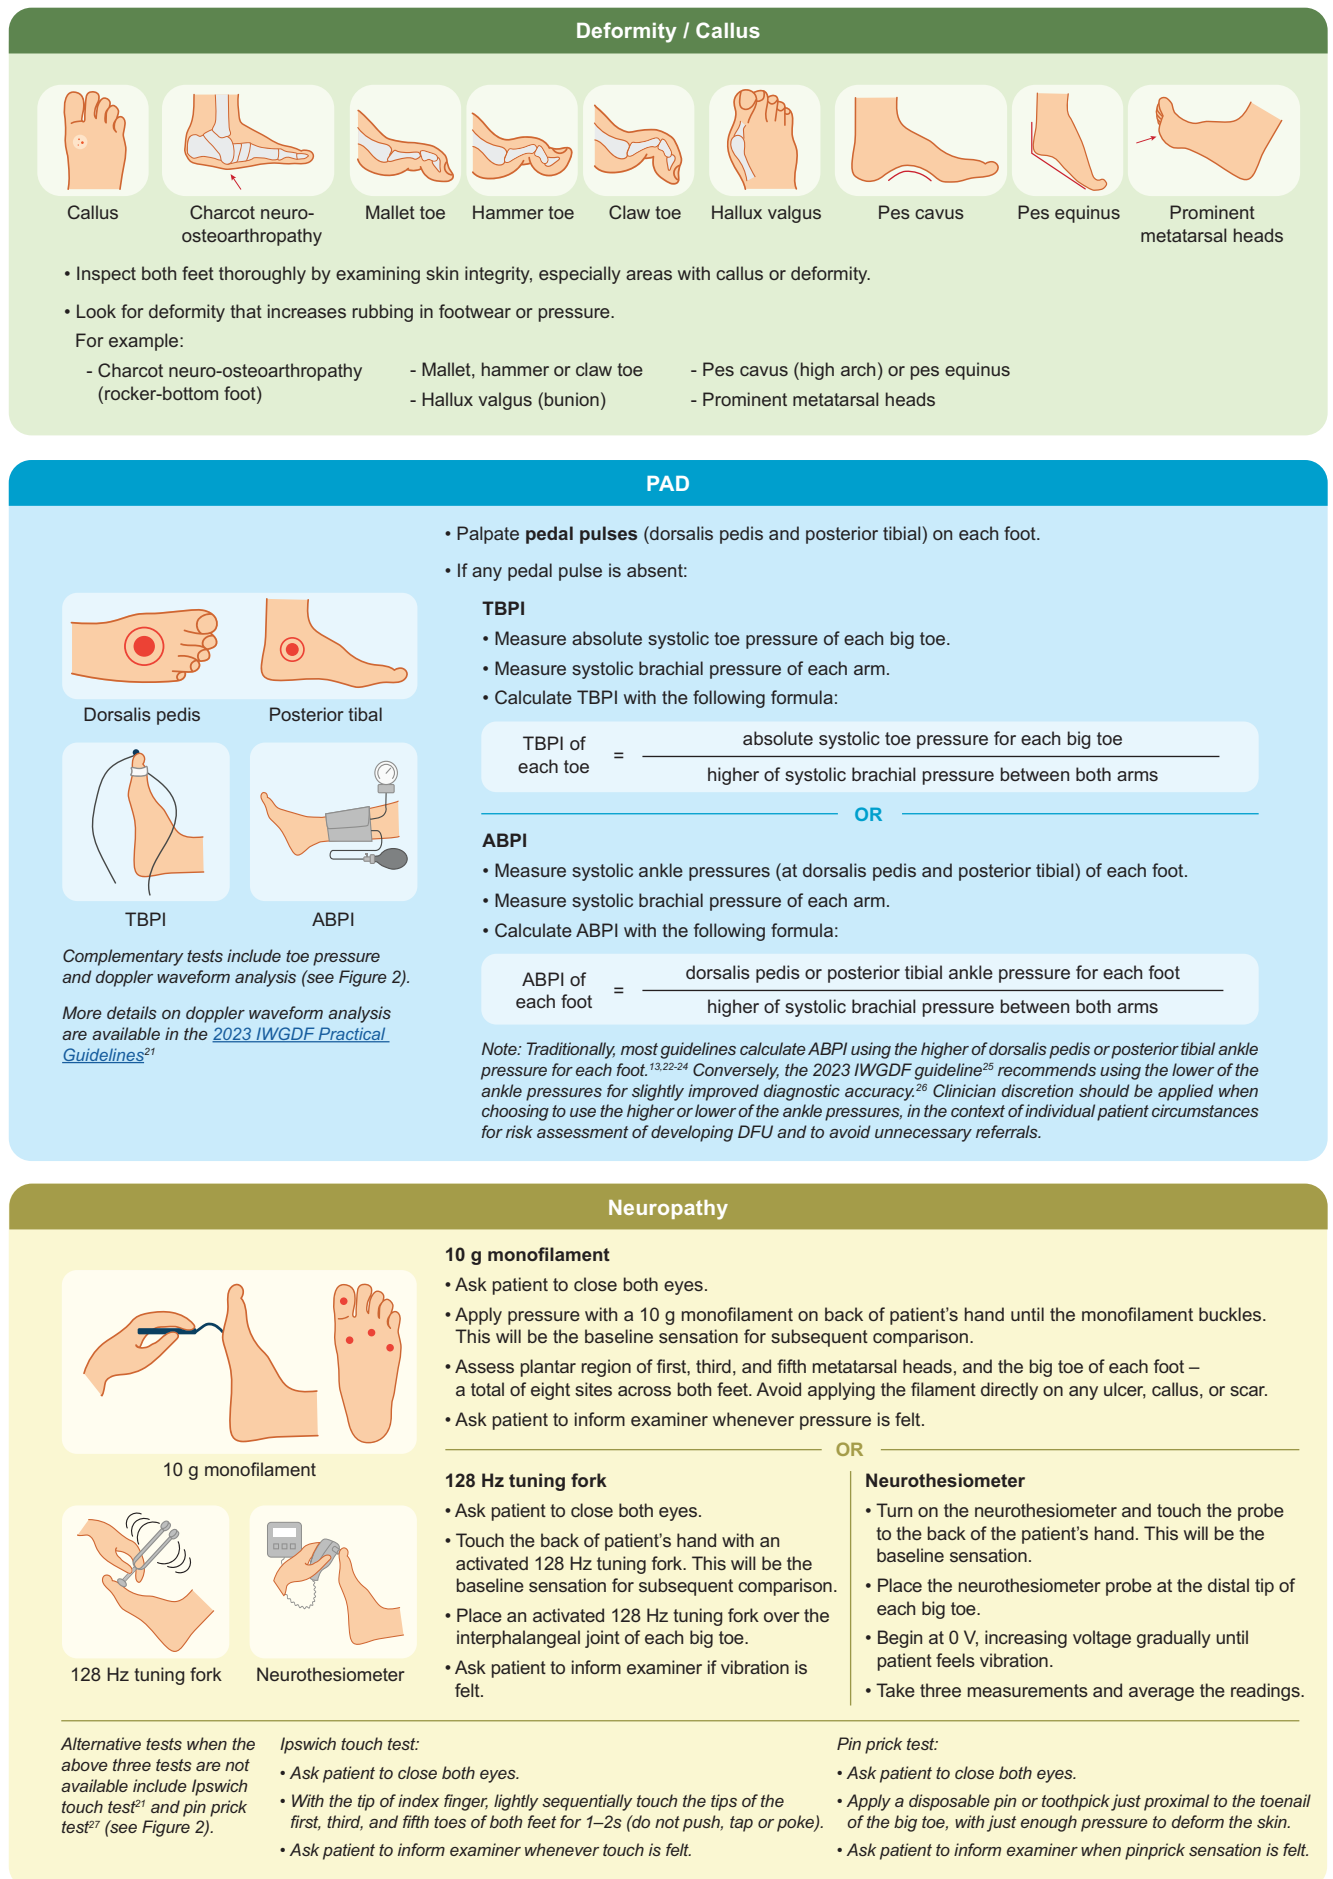 Deformity / Callus
Callus
Charcot neuro-
osteoarthropathy
Mallet toe
Hammer toe
Claw toe
Hallux valgus
Pes cavus
Pes equinus
Prominent
metatarsal heads
• Inspect both feet thoroughly by examining skin integrity, especially areas with callus or deformity.
• Look for deformity that increases rubbing in footwear or pressure.
For example:
- Charcot neuro-osteoarthropathy
(rocker-bottom foot)
- Mallet, hammer or claw toe
- Hallux valgus (bunion)
- Pes cavus (high arch) or pes equinus
- Prominent metatarsal heads
PAD
Dorsalis pedis
Posterior tibal
TBPI
ABPI
Complementary tests include toe pressure
and doppler waveform analysis (see Figure 2).
More details on doppler waveform analysis
are available in the 2023 IWGDF Practical
Guidelines21
• Palpate pedal pulses (dorsalis pedis and posterior tibial) on each foot.
• If any pedal pulse is absent:
TBPI
• Measure absolute systolic toe pressure of each big toe.
• Measure systolic brachial pressure of each arm.
• Calculate TBPI with the following formula:
TBPI of
each toe
=
absolute systolic toe pressure for each big toe
higher of systolic brachial pressure between both arms
OR
ABPI
• Measure systolic ankle pressures (at dorsalis pedis and posterior tibial) of each foot.
• Measure systolic brachial pressure of each arm.
• Calculate ABPI with the following formula:
ABPI of
each foot
=
dorsalis pedis or posterior tibial ankle pressure for each foot
higher of systolic brachial pressure between both arms
Note: Traditionally, most guidelines calculate ABPI using the higher of dorsalis pedis or posterior tibial ankle
pressure for each foot.13,22-24 Conversely, the 2023 IWGDF guideline25 recommends using the lower of the
ankle pressures for slightly improved diagnostic accuracy.26 Clinician discretion should be applied when
choosing to use the higher or lower of the ankle pressures, in the context of individual patient circumstances
for risk assessment of developing DFU and to avoid unnecessary referrals.
Neuropathy
10 g monofilament
128 Hz tuning fork
Neurothesiometer
10 g monofilament
• Ask patient to close both eyes.
• Apply pressure with a 10 g monofilament on back of patient's hand until the monofilament buckles.
This will be the baseline sensation for subsequent comparison.
• Assess plantar region of first, third, and fifth metatarsal heads, and the big toe of each foot –
a total of eight sites across both feet. Avoid applying the filament directly on any ulcer, callus, or scar.
• Ask patient to inform examiner whenever pressure is felt.
OR
128 Hz tuning fork
• Ask patient to close both eyes.
• Touch the back of patient's hand with an
activated 128 Hz tuning fork. This will be the
baseline sensation for subsequent comparison.
• Place an activated 128 Hz tuning fork over the
interphalangeal joint of each big toe.
• Ask patient to inform examiner if vibration is
felt.
Neurothesiometer
• Turn on the neurothesiometer and touch the probe
to the back of the patient's hand. This will be the
baseline sensation.
• Place the neurothesiometer probe at the distal tip of
each big toe.
• Begin at 0 V, increasing voltage gradually until
patient feels vibration.
• Take three measurements and average the readings.
Alternative tests when the
above three tests are not
available include Ipswich
touch test21 and pin prick
test27 (see Figure 2).
Ipswich touch test:
• Ask patient to close both eyes.
• With the tip of index finger, lightly sequentially touch the tips of the
first, third, and fifth toes of both feet for 1–2s (do not push, tap or poke).
• Ask patient to inform examiner whenever touch is felt.
Pin prick test:
• Ask patient to close both eyes.
• Apply a disposable pin or toothpick just proximal to the toenail
of the big toe, with just enough pressure to deform the skin.
• Ask patient to inform examiner when pinprick sensation is felt.